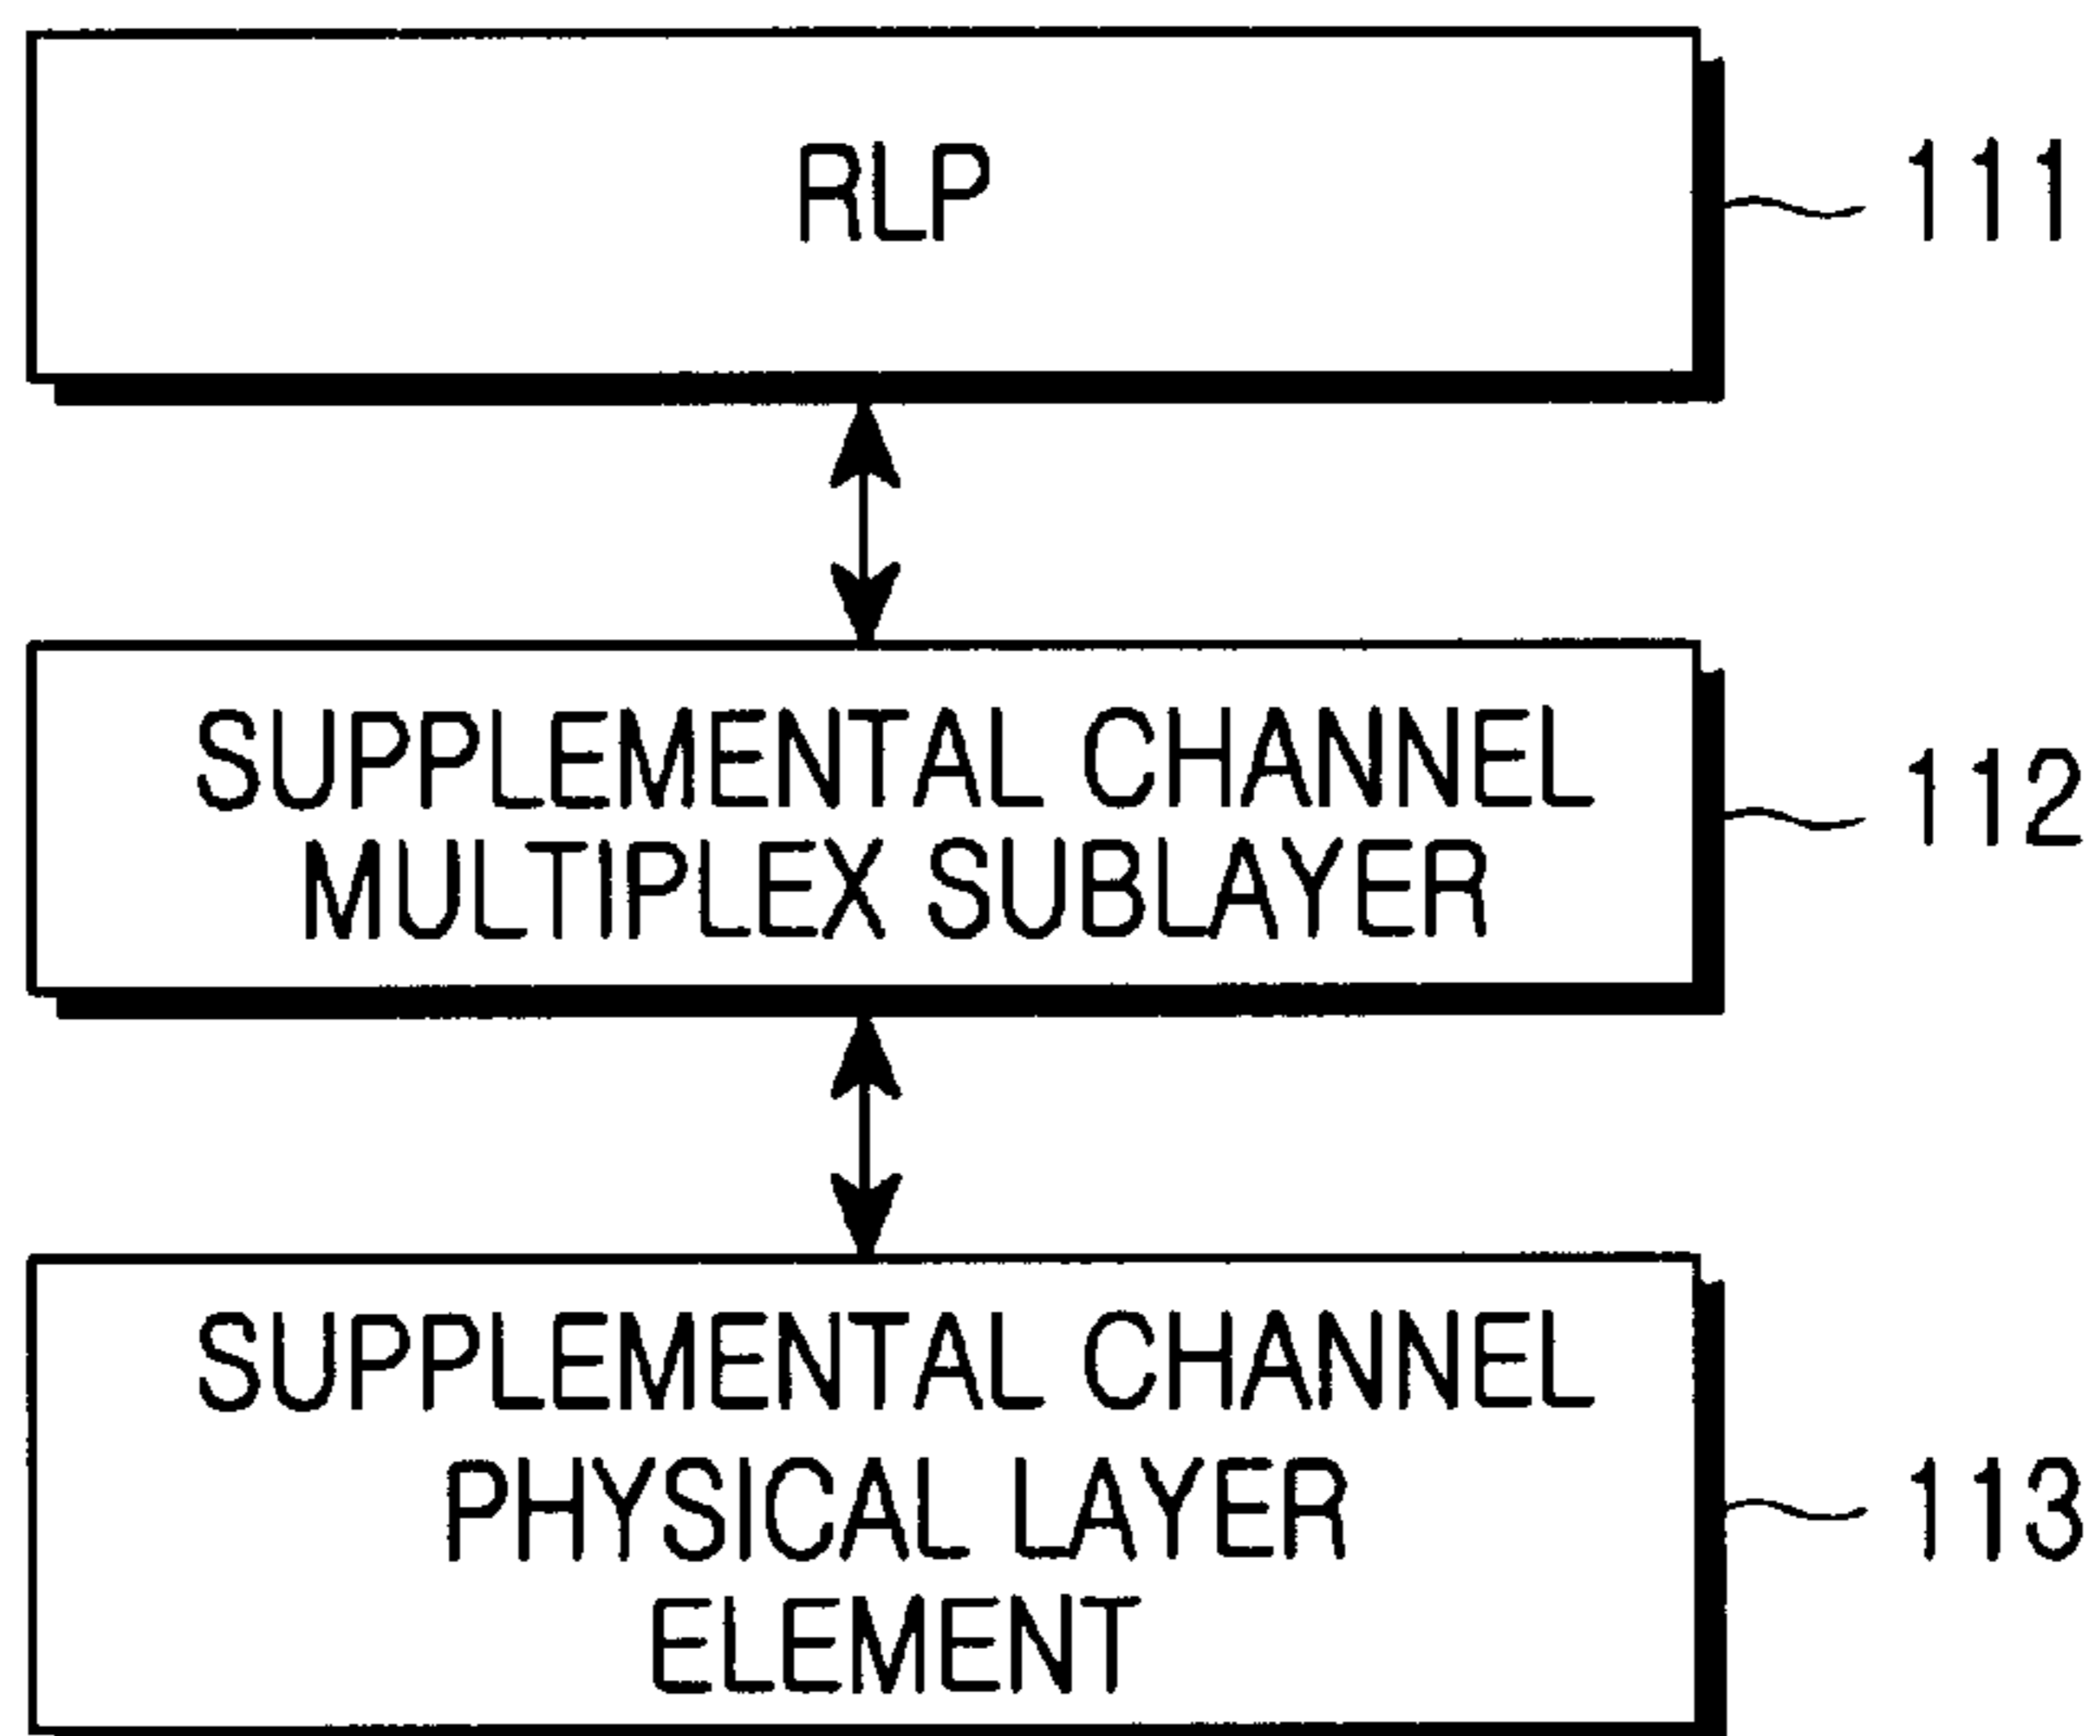 RLP
111
SUPPLEMENTAL CHANNEL
MULTIPLEX SUBLAYER
112
SUPPLEMENTAL CHANNEL
PHYSICAL LAYER
ELEMENT
113